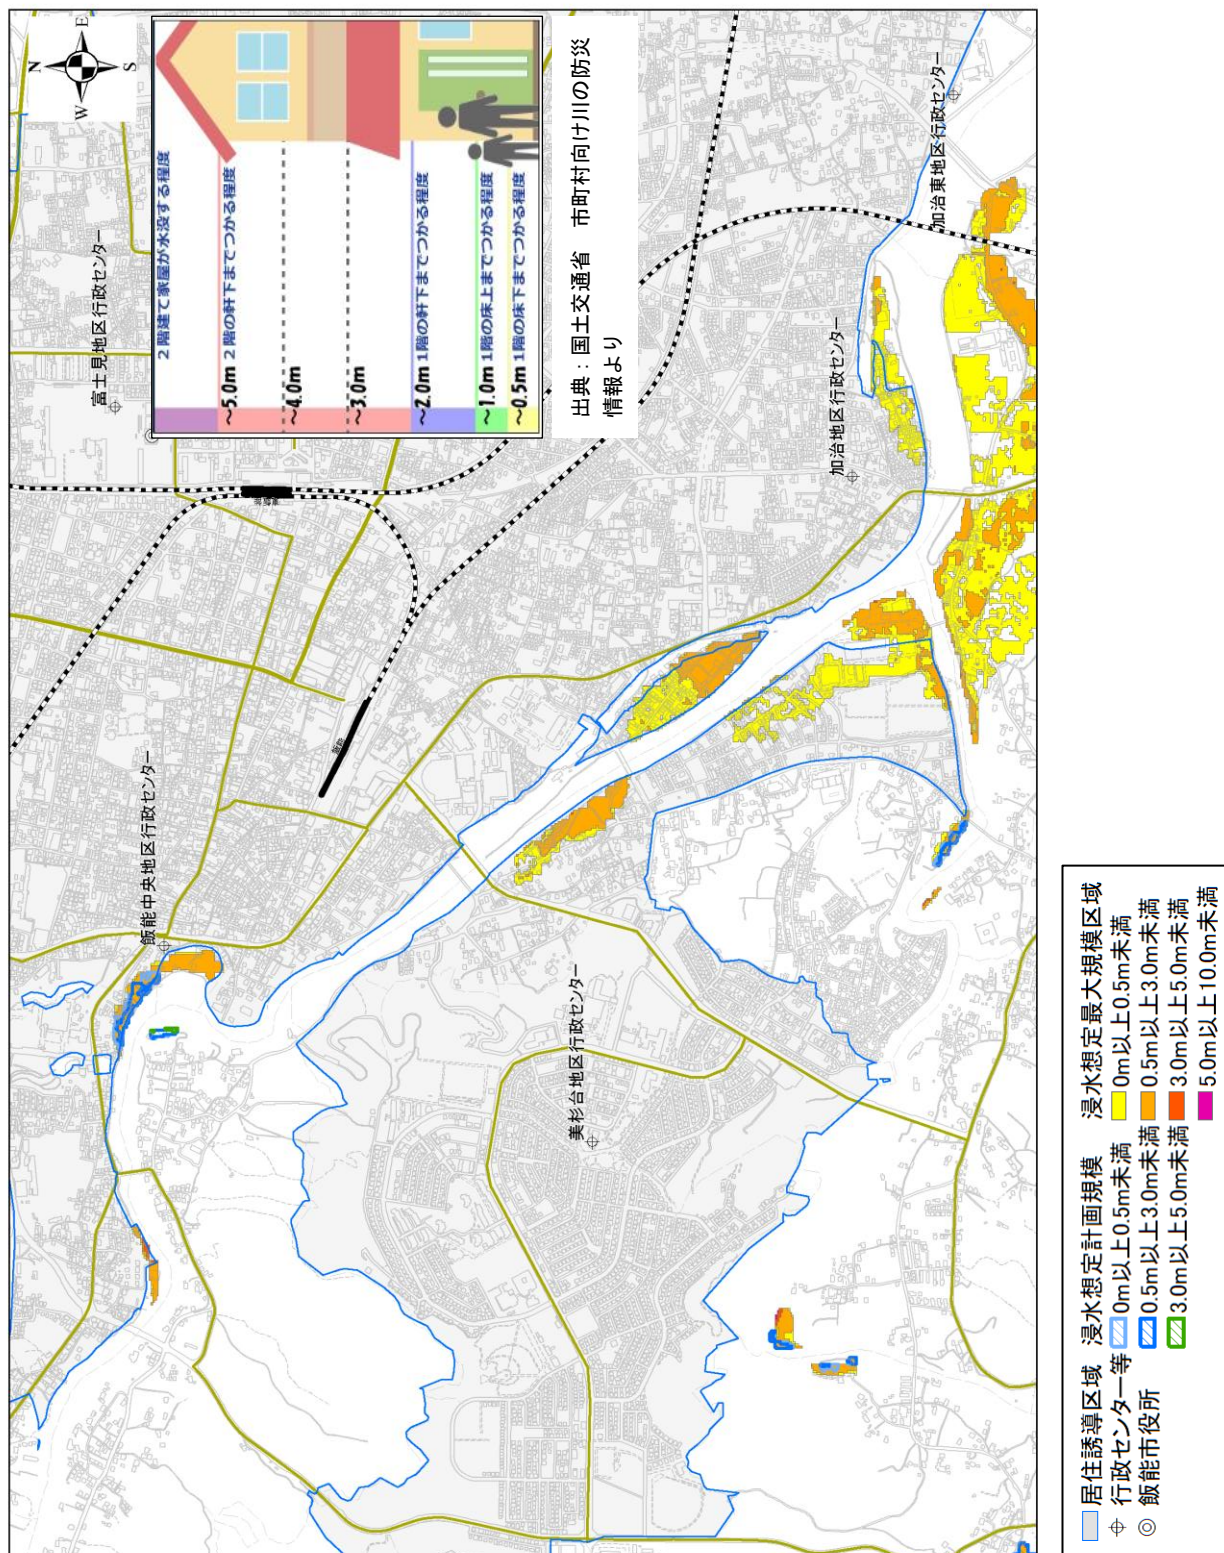 N
E
S
W
2階建て家屋が水没する程度
～5.0m 2階の軒下までつかる程度
～4.0m
～3.0m
～2.0m 1階の軒下までつかる程度
～1.0m 1階の床上までつかる程度
～0.5m 1階の床下までつかる程度
出典：国土交通省　市町村向け川の防災
情報より
富士見地区行政センター
加治東地区行政センター
加治地区行政センター
飯能中央地区行政センター
美杉台地区行政センター
東飯能
飯能
居住誘導区域
行政センター等
飯能市役所
浸水想定計画規模
0m以上0.5m未満
0.5m以上3.0m未満
3.0m以上5.0m未満
浸水想定最大規模区域
0m以上0.5m未満
0.5m以上3.0m未満
3.0m以上5.0m未満
5.0m以上10.0m未満